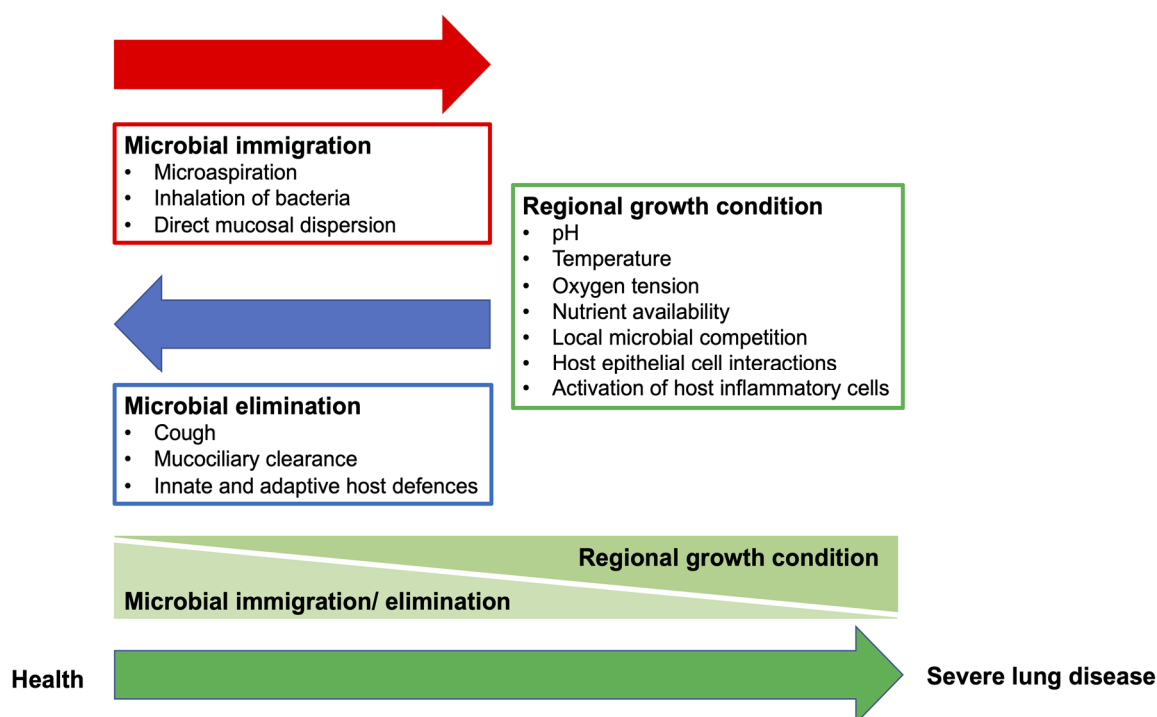 Microbial immigration
• Microaspiration
• Inhalation of bacteria
• Direct mucosal dispersion
Regional growth condition
• pH
• Temperature
• Oxygen tension
• Nutrient availability
• Local microbial competition
• Host epithelial cell interactions
• Activation of host inflammatory cells
Microbial elimination
• Cough
• Mucociliary clearance
• Innate and adaptive host defences
Regional growth condition
Microbial immigration/ elimination
Health
Severe lung disease